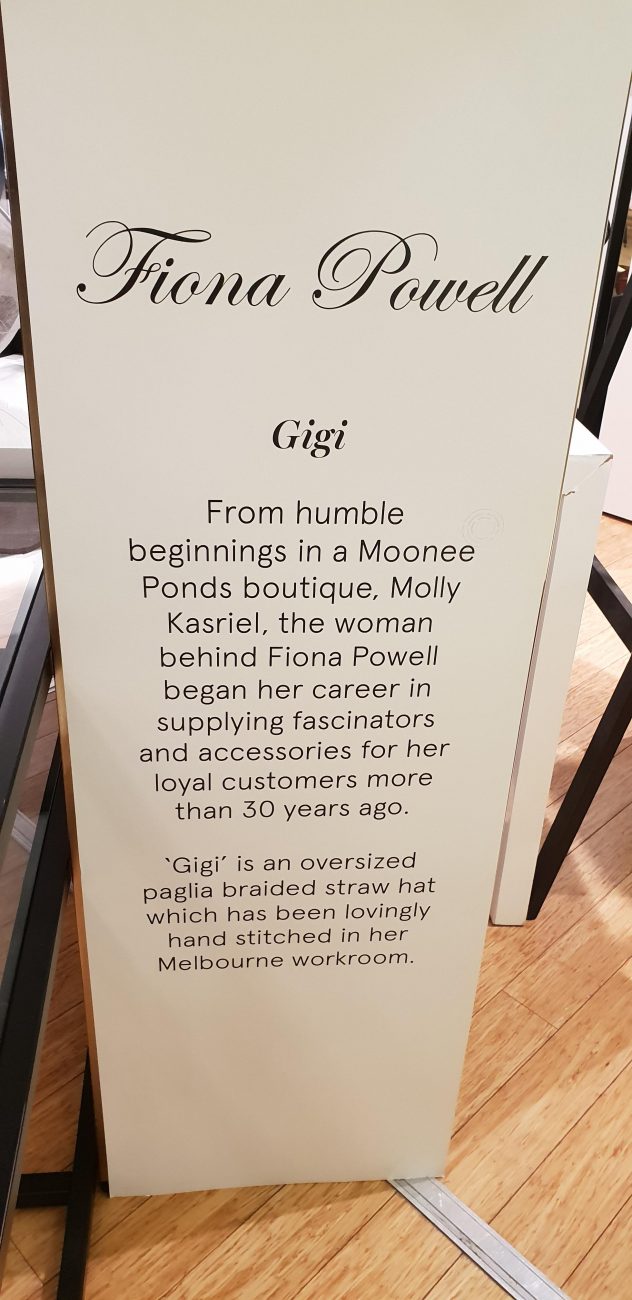 Fiona Powell
Gigi
From humble
beginnings in a Moonee
Ponds boutique, Molly
Kasriel, the woman
behind Fiona Powell
began her career in
supplying fascinators
and accessories for her
loyal customers more
than 30 years ago.
‘Gigi’ is an oversized
paglia braided straw hat
which has been lovingly
hand stitched in her
Melbourne workroom.